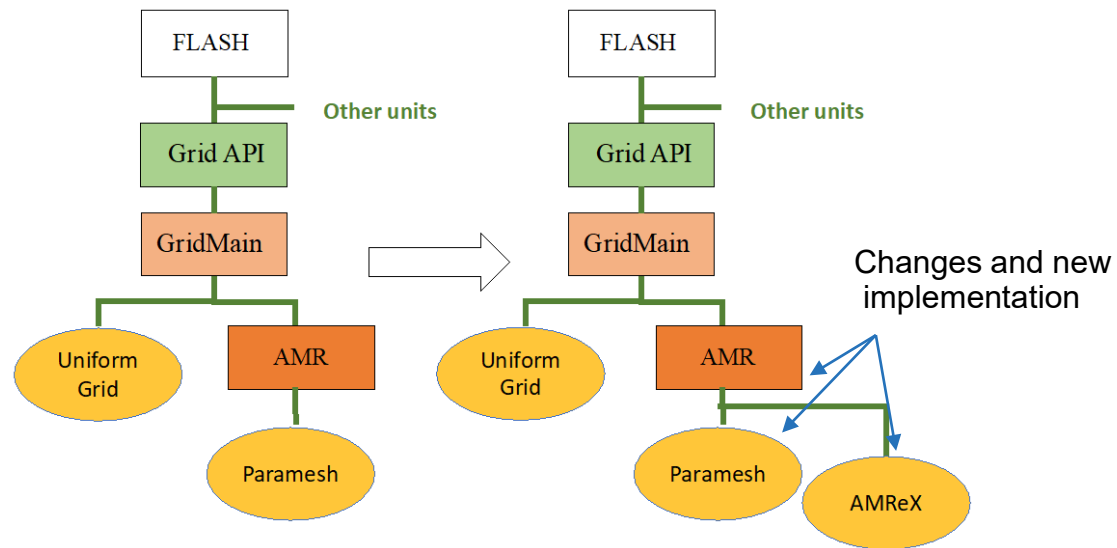 FLASH
Other units
Grid API
GridMain
Uniform
Grid
AMR
Paramesh
FLASH
Other units
Grid API
GridMain
Changes and new
implementation
Uniform
Grid
AMR
Paramesh
AMReX